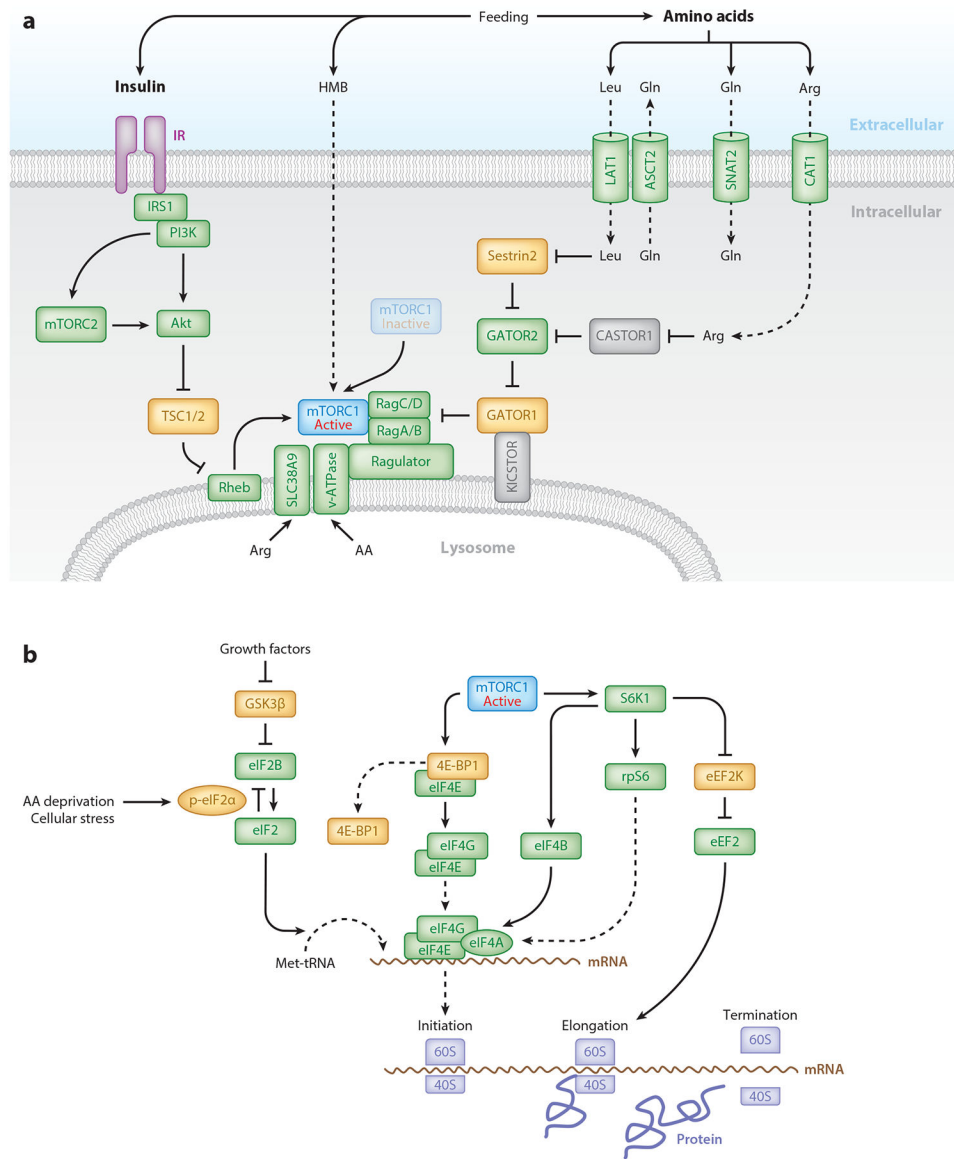 a
Feeding
Amino acids
Insulin
HMB
Leu
Gln
Gln
Arg
IR
Extracellular
LAT1
ASCT2
SNAT2
CAT1
IRS1
Intracellular
PI3K
Sestrin2
Leu
Gln
Gln
mTORC1
Inactive
mTORC2
Akt
GATOR2
CASTOR1
Arg
TSC1/2
mTORC1
Active
RagC/D
RagA/B
GATOR1
KICSTOR
Ragulator
SLC38A9
v-ATPase
Rheb
Arg
AA
Lysosome
b
Growth factors
GSK3β
mTORC1
Active
S6K1
eIF2B
4E-BP1
eIF4E
rpS6
eEF2K
AA deprivation
Cellular stress
p-eIF2α
eIF2
4E-BP1
eIF4G
eIF4E
eIF4B
eEF2
eIF4G
eIF4E
eIF4A
Met-tRNA
mRNA
Initiation
Elongation
Termination
60S
60S
60S
mRNA
40S
40S
40S
Protein